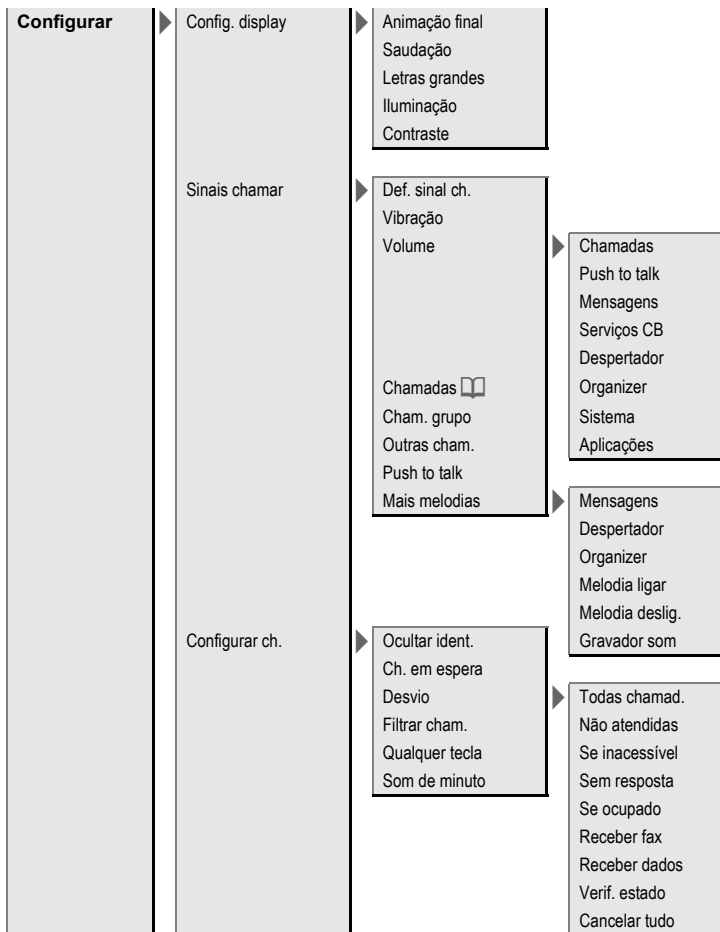 Configurar
Config. display
Animação final
Saudação
Letras grandes
Iluminação
Contraste
Sinais chamar
Def. sinal ch.
Vibração
Volume
Chamadas
Push to talk
Mensagens
Serviços CB
Despertador
Organizer
Sistema
Aplicações
Chamadas
Cham. grupo
Outras cham.
Push to talk
Mais melodias
Mensagens
Despertador
Organizer
Melodia ligar
Melodia deslig.
Gravador som
Configurar ch.
Ocultar ident.
Ch. em espera
Desvio
Todas chamad.
Não atendidas
Se inacessível
Sem resposta
Se ocupado
Receber fax
Receber dados
Verif. estado
Cancelar tudo
Filtrar cham.
Qualquer tecla
Som de minuto